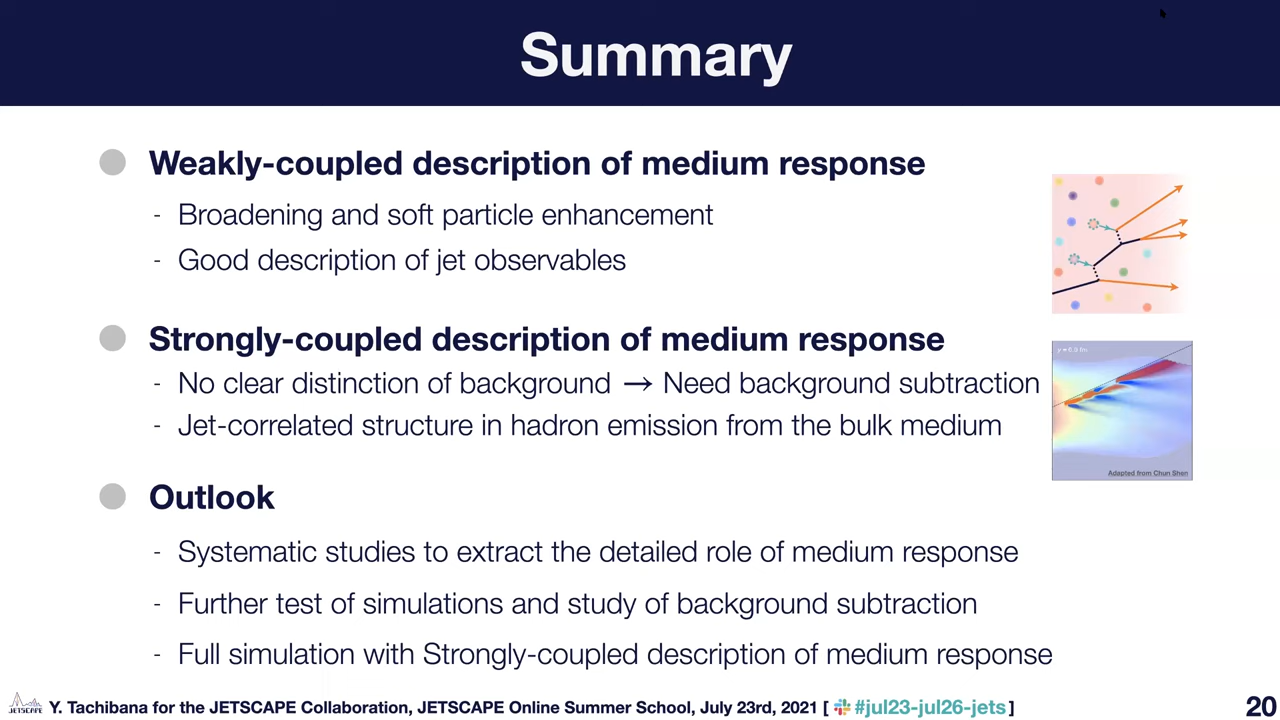 Summary
Weakly-coupled description of medium response
- Broadening and soft particle enhancement
- Good description of jet observables
Strongly-coupled description of medium response
- No clear distinction of background → Need background subtraction
- Jet-correlated structure in hadron emission from the bulk medium
Adapted from Chun Shen
Outlook
- Systematic studies to extract the detailed role of medium response
- Further test of simulations and study of background subtraction
- Full simulation with Strongly-coupled description of medium response
JETSCAPE
Y. Tachibana for the JETSCAPE Collaboration, JETSCAPE Online Summer School, July 23rd, 2021 [ #jul23-jul26-jets ]
20